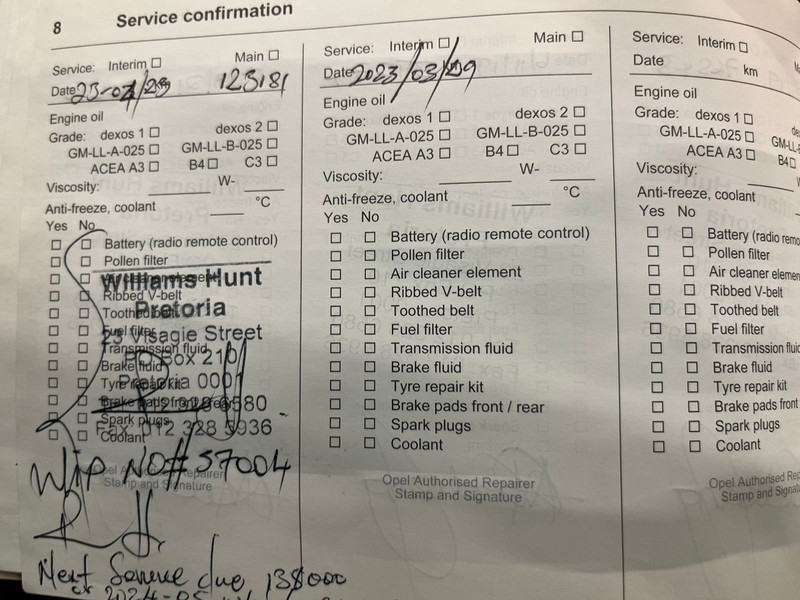 8 Service confirmation
Service: Interim ☐ Main ☐
Date 123181
Engine oil
Grade: dexos 1 ☐ dexos 2 ☐
GM-LL-A-025 ☐ GM-LL-B-025 ☐
ACEA A3 ☐ B4 ☐ C3 ☐
Viscosity: W-
Anti-freeze, coolant °C
Yes No
☐ ☐ Battery (radio remote control)
☐ ☐ Pollen filter
☐ ☐ Air cleaner element
☐ ☐ Ribbed V-belt
☐ ☐ Toothed belt
☐ ☐ Fuel filter
☐ ☐ Transmission fluid
☐ ☐ Brake fluid
☐ ☐ Tyre repair kit
☐ ☐ Brake pads front / rear
☐ ☐ Spark plugs
☐ ☐ Coolant
Williams Hunt
Pretoria
23 Visagie Street
PO Box 210
Pretoria 0001
Fax: 012 328 5936
WIP NO# 57004
Opel Authorised Repairer
Stamp and Signature
Next Service due 138000
Service: Interim ☐ Main ☐
Date 2023/03/29
Engine oil
Grade: dexos 1 ☐ dexos 2 ☐
GM-LL-A-025 ☐ GM-LL-B-025 ☐
ACEA A3 ☐ B4 ☐ C3 ☐
Viscosity: W-
Anti-freeze, coolant °C
Yes No
☐ ☐ Battery (radio remote control)
☐ ☐ Pollen filter
☐ ☐ Air cleaner element
☐ ☐ Ribbed V-belt
☐ ☐ Toothed belt
☐ ☐ Fuel filter
☐ ☐ Transmission fluid
☐ ☐ Brake fluid
☐ ☐ Tyre repair kit
☐ ☐ Brake pads front / rear
☐ ☐ Spark plugs
☐ ☐ Coolant
Opel Authorised Repairer
Stamp and Signature
Service: Interim ☐
Date km
Engine oil
Grade: dexos 1 ☐
GM-LL-A-025 ☐ GM-LL
ACEA A3 ☐ B4 ☐
Viscosity:
Anti-freeze, coolant
Yes No
☐ ☐ Battery (radio remo
☐ ☐ Pollen filter
☐ ☐ Air cleaner elemen
☐ ☐ Ribbed V-belt
☐ ☐ Toothed belt
☐ ☐ Fuel filter
☐ ☐ Transmission fluid
☐ ☐ Brake fluid
☐ ☐ Tyre repair kit
☐ ☐ Brake pads front
☐ ☐ Spark plugs
☐ ☐ Coolant
Opel Authorised Rep
Stamp and Signat